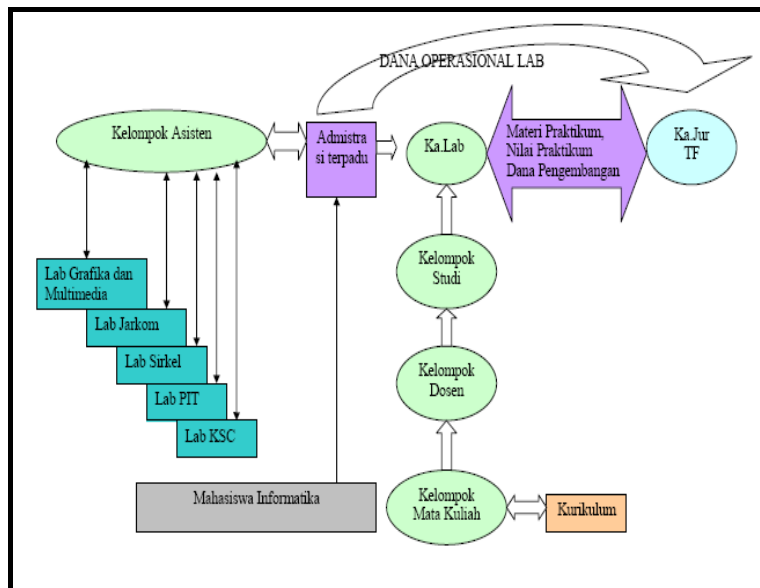 DANA OPERASIONAL LAB
Kelompok Asisten
Admistra
si terpadu
Ka.Lab
Materi Praktikum,
Nilai Praktikum
Dana Pengembangan
Ka.Jur
TF
Lab Grafika dan
Multimedia
Lab Jarkom
Lab Sirkel
Lab PIT
Lab KSC
Kelompok
Studi
Kelompok
Dosen
Mahasiswa Informatika
Kelompok
Mata Kuliah
Kurikulum